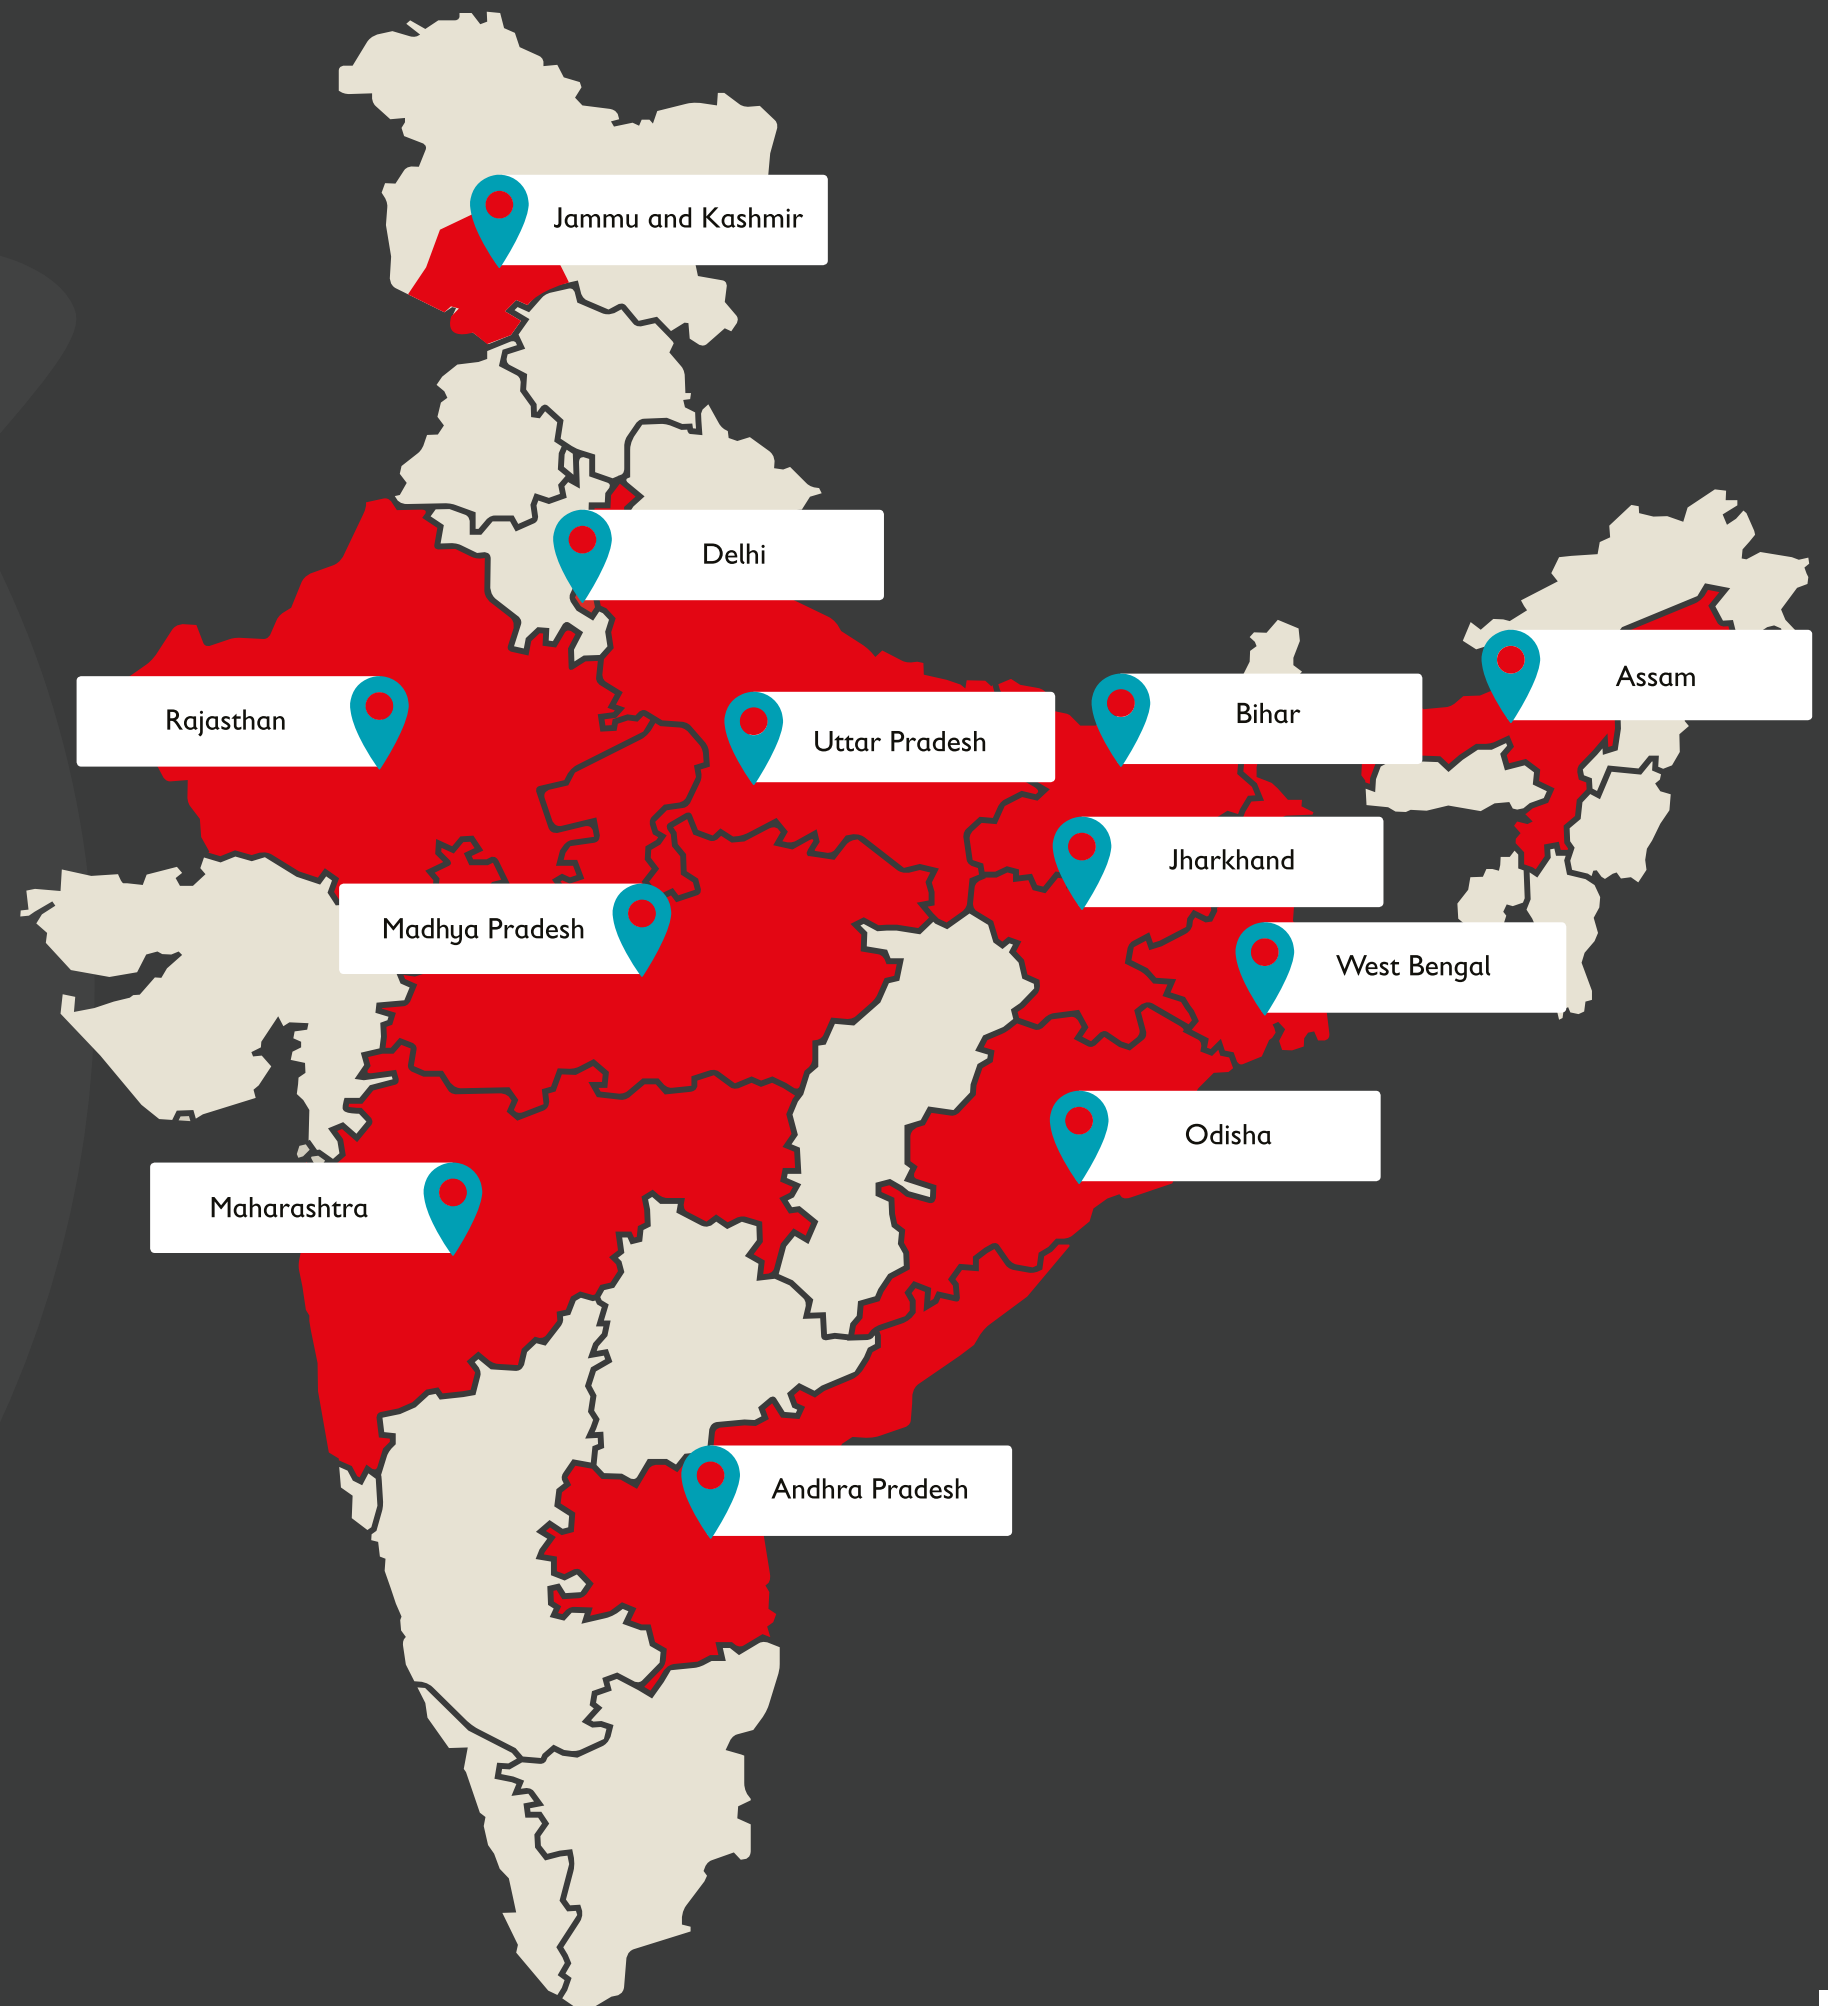 Jammu and Kashmir
Delhi
Assam
Rajasthan
Bihar
Uttar Pradesh
Jharkhand
Madhya Pradesh
West Bengal
Odisha
Maharashtra
Andhra Pradesh